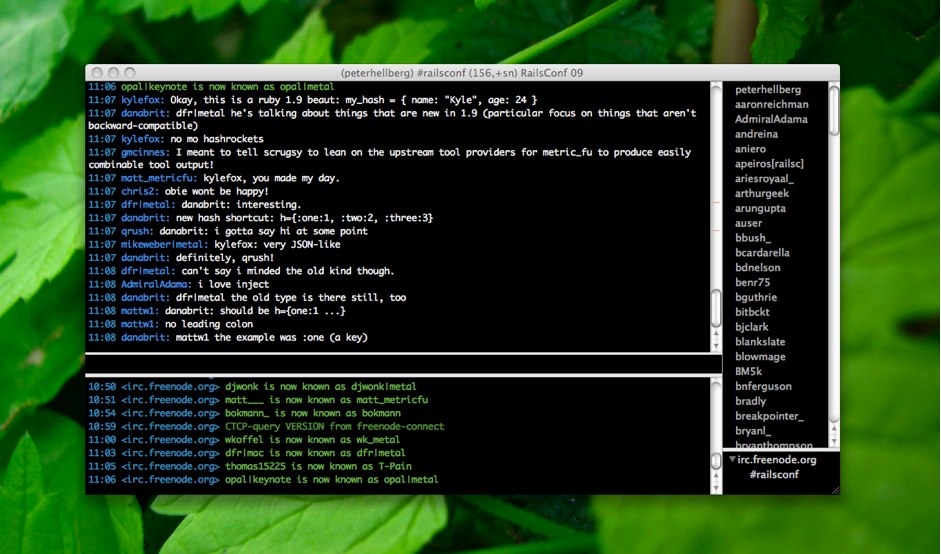 (peterhellberg) #railsconf (156,+sn) RailsConf 09
11:06 opal|keynote is now known as opal|metal
11:07 kylefox: Okay, this is a ruby 1.9 beaut: my_hash = { name: "Kyle", age: 24 }
11:07 danabrit: dfr|metal he's talking about things that are new in 1.9 (particular focus on things that aren't
backward-compatible)
11:07 kylefox: no mo hashrockets
11:07 gmcinnes: I meant to tell scrugsy to lean on the upstream tool providers for metric_fu to produce easily
combinable tool output!
11:07 matt_metricfu: kylefox, you made my day.
11:07 chris2: obie wont be happy!
11:07 dfr|metal: danabrit: interesting.
11:07 danabrit: new hash shortcut: h={:one:1, :two:2, :three:3}
11:07 qrush: danabrit: i gotta say hi at some point
11:07 mikeweber|metal: kylefox: very JSON-like
11:07 danabrit: definitely, qrush!
11:08 dfr|metal: can't say i minded the old kind though.
11:08 AdmiralAdama: i love inject
11:08 danabrit: dfr|metal the old type is there still, too
11:08 mattw1: danabrit: should be h={one:1 ...}
11:08 mattw1: no leading colon
11:08 danabrit: mattw1 the example was :one (a key)
10:50 <irc.freenode.org> djwonk is now known as djwonk|metal
10:51 <irc.freenode.org> matt___ is now known as matt_metricfu
10:54 <irc.freenode.org> bokmann_ is now known as bokmann
10:59 <irc.freenode.org> CTCP-query VERSION from freenode-connect
11:00 <irc.freenode.org> wkoffel is now known as wk_metal
11:03 <irc.freenode.org> dfr|mac is now known as dfr|metal
11:05 <irc.freenode.org> thomas15225 is now known as T-Pain
11:06 <irc.freenode.org> opal|keynote is now known as opal|metal
peterhellberg
aaronreichman
AdmiralAdama
andreina
aniero
apeiros[railsc]
ariesroyaal_
arthurgeek
arungupta
auser
bbush_
bcardarella
bdnelson
benr75
bguthrie
bitbckt
bjclark
blankslate
blowmage
BM5k
bnferguson
bradly
breakpointer_
bryanl_
bryanthompson
irc.freenode.org
#railsconf